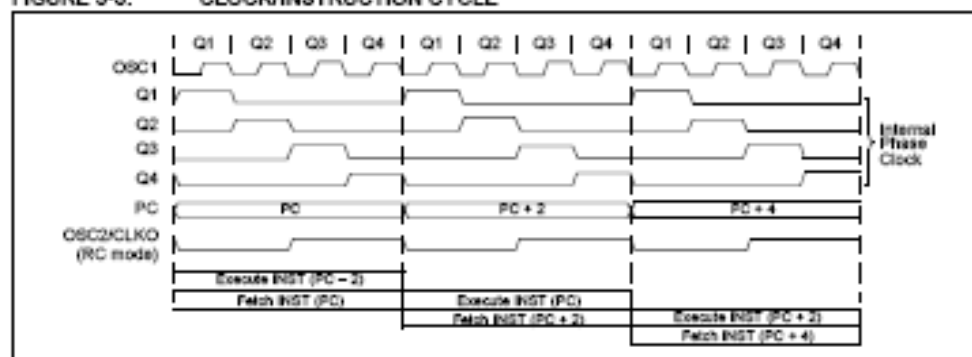 CLOCK/INSTRUCTION CYCLE
Q1 Q2 Q3 Q4 Q1 Q2 Q3 Q4 Q1 Q2 Q3 Q4
OSC1
Q1
Q2
Q3
Q4
Internal
Phase
Clock
PC PC PC + 2 PC + 4
OSC2/CLKO
(RC mode)
Execute INST (PC – 2)
Fetch INST (PC) Execute INST (PC)
Fetch INST (PC + 2) Execute INST (PC + 2)
Fetch INST (PC + 4)